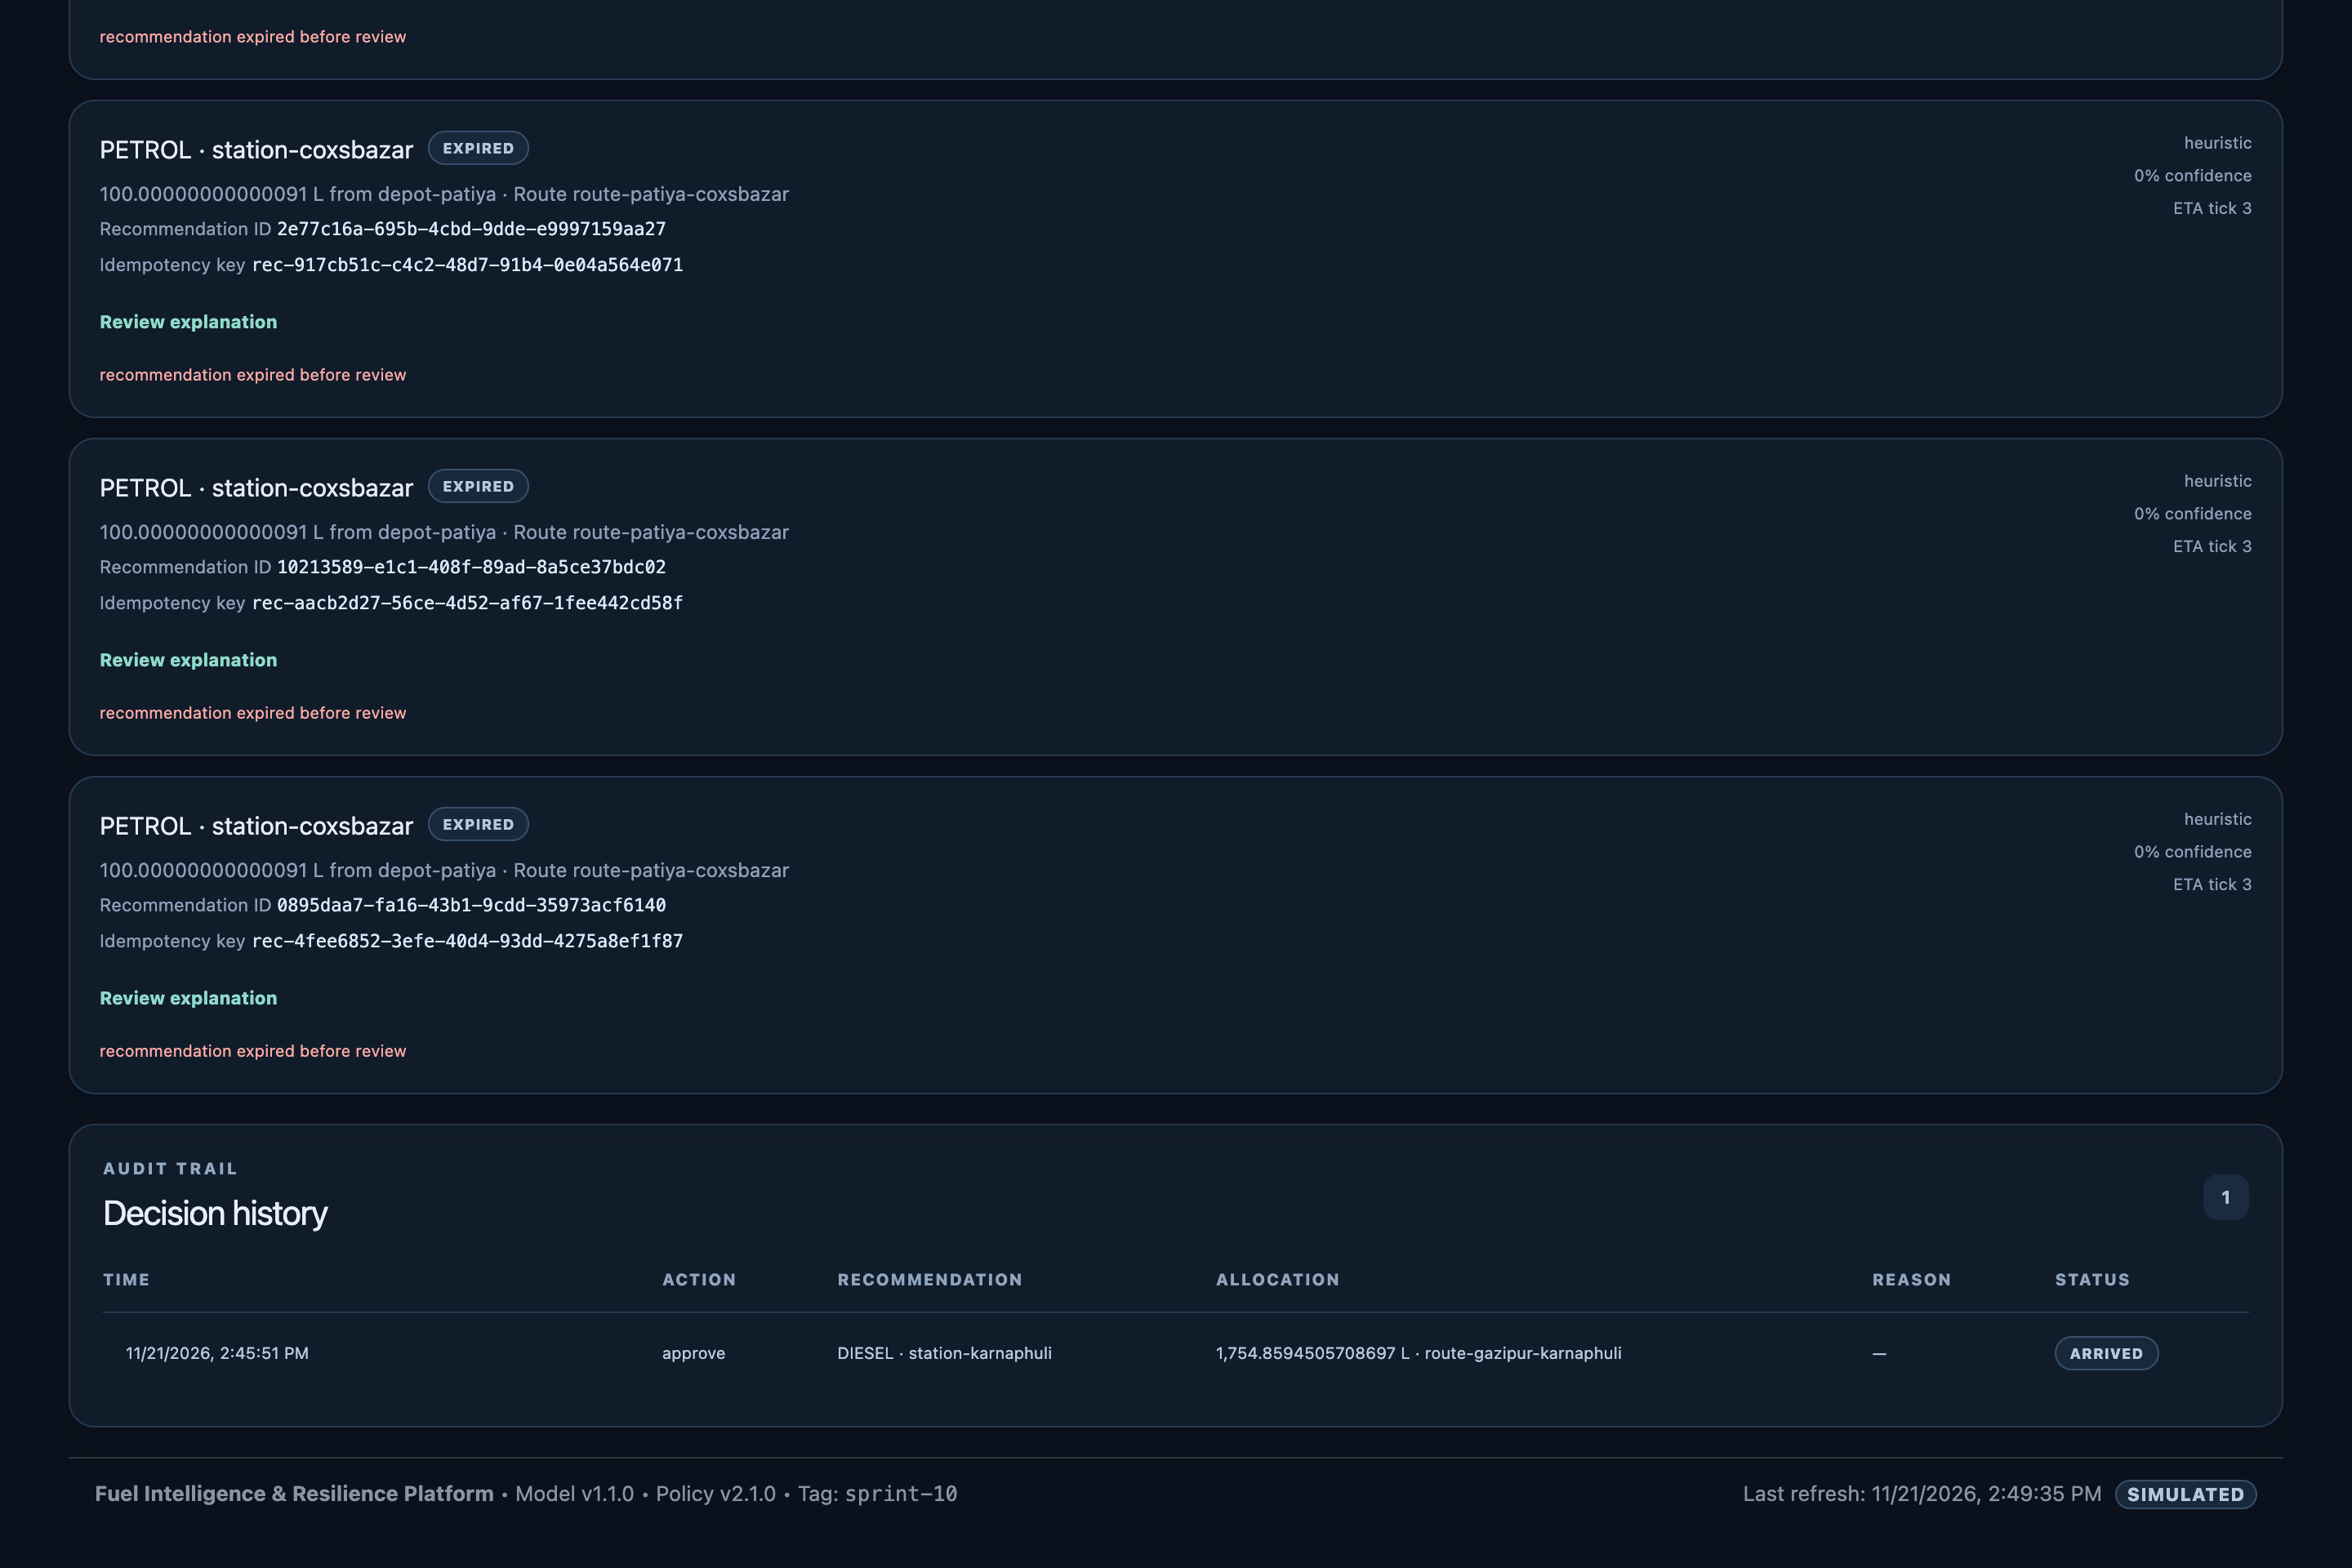 recommendation expired before review
PETROL · station-coxsbazar EXPIRED
heuristic
100.00000000000091 L from depot-patiya · Route route-patiya-coxsbazar
0% confidence
Recommendation ID 2e77c16a-695b-4cbd-9dde-e9997159aa27
ETA tick 3
Idempotency key rec-917cb51c-c4c2-48d7-91b4-0e04a564e071
Review explanation
recommendation expired before review
PETROL · station-coxsbazar EXPIRED
heuristic
100.00000000000091 L from depot-patiya · Route route-patiya-coxsbazar
0% confidence
Recommendation ID 10213589-e1c1-408f-89ad-8a5ce37bdc02
ETA tick 3
Idempotency key rec-aacb2d27-56ce-4d52-af67-1fee442cd58f
Review explanation
recommendation expired before review
PETROL · station-coxsbazar EXPIRED
heuristic
100.00000000000091 L from depot-patiya · Route route-patiya-coxsbazar
0% confidence
Recommendation ID 0895daa7-fa16-43b1-9cdd-35973acf6140
ETA tick 3
Idempotency key rec-4fee6852-3efe-40d4-93dd-4275a8ef1f87
Review explanation
recommendation expired before review
AUDIT TRAIL
Decision history
1
TIME ACTION RECOMMENDATION ALLOCATION REASON STATUS
11/21/2026, 2:45:51 PM approve DIESEL · station-karnaphuli 1,754.8594505708697 L · route-gazipur-karnaphuli — ARRIVED
Fuel Intelligence & Resilience Platform • Model v1.1.0 • Policy v2.1.0 • Tag: sprint-10
Last refresh: 11/21/2026, 2:49:35 PM SIMULATED